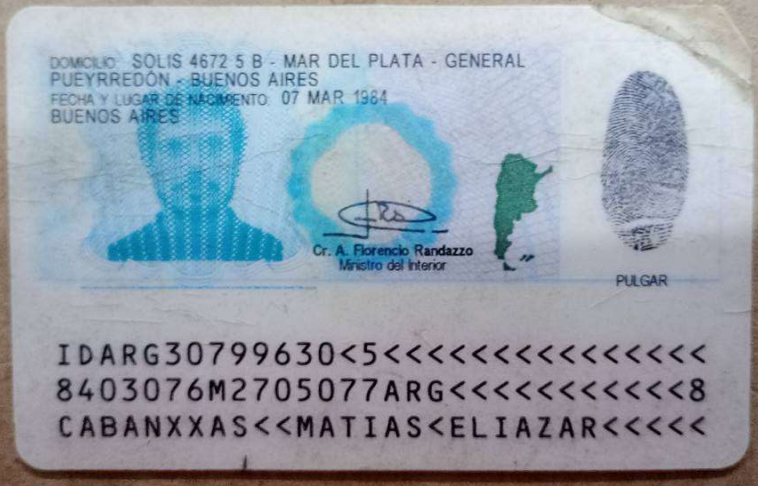 DOMICILIO: SOLIS 4672 5 B - MAR DEL PLATA - GENERAL
PUEYRREDÓN - BUENOS AIRES
FECHA Y LUGAR DE NACIMIENTO: 07 MAR 1984
BUENOS AIRES
Cr. A. Florencio Randazzo
Ministro del Interior
PULGAR
IDARG30799630<5<<<<<<<<<<<<<<<
8403076M2705077ARG<<<<<<<<<<<8
CABANXXAS<<MATIAS<ELIAZAR<<<<<